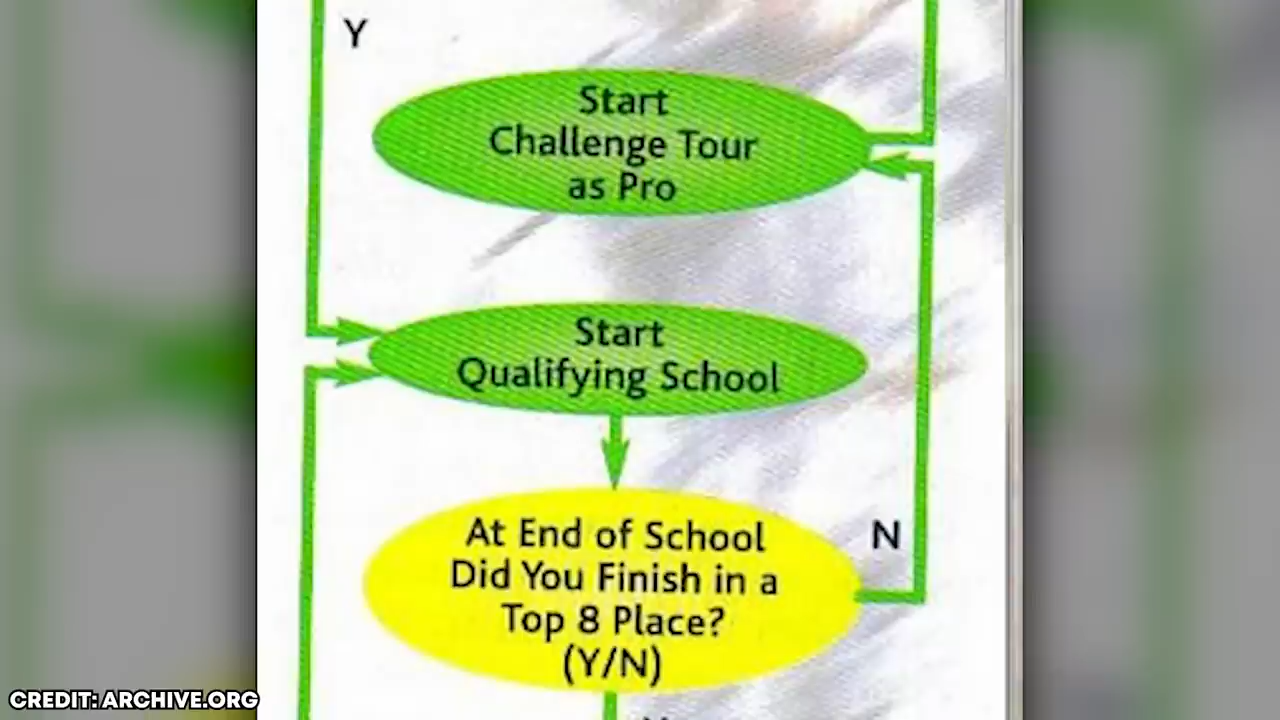 Y
Start
Challenge Tour
as Pro
Start
Qualifying School
At End of School
Did You Finish in a
Top 8 Place?
(Y/N)
N
CREDIT: ARCHIVE.ORG